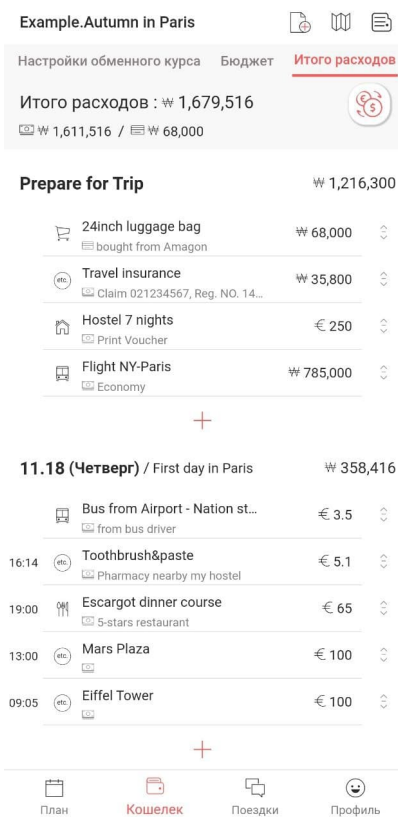 Example.Autumn in Paris
Настройки обменного курса Бюджет Итого расходов
Итого расходов : ₩ 1,679,516
₩ 1,611,516 / ₩ 68,000
Prepare for Trip ₩ 1,216,300
24inch luggage bag ₩ 68,000
bought from Amagon
etc. Travel insurance ₩ 35,800
Claim 021234567, Reg. NO. 14...
Hostel 7 nights € 250
Print Voucher
Flight NY-Paris ₩ 785,000
Economy
+
11.18 (Четверг) / First day in Paris ₩ 358,416
Bus from Airport - Nation st... € 3.5
from bus driver
16:14 etc. Toothbrush&paste € 5.1
Pharmacy nearby my hostel
19:00 Escargot dinner course € 65
5-stars restaurant
13:00 etc. Mars Plaza € 100
09:05 etc. Eiffel Tower € 100
+
План Кошелек Поездки Профиль